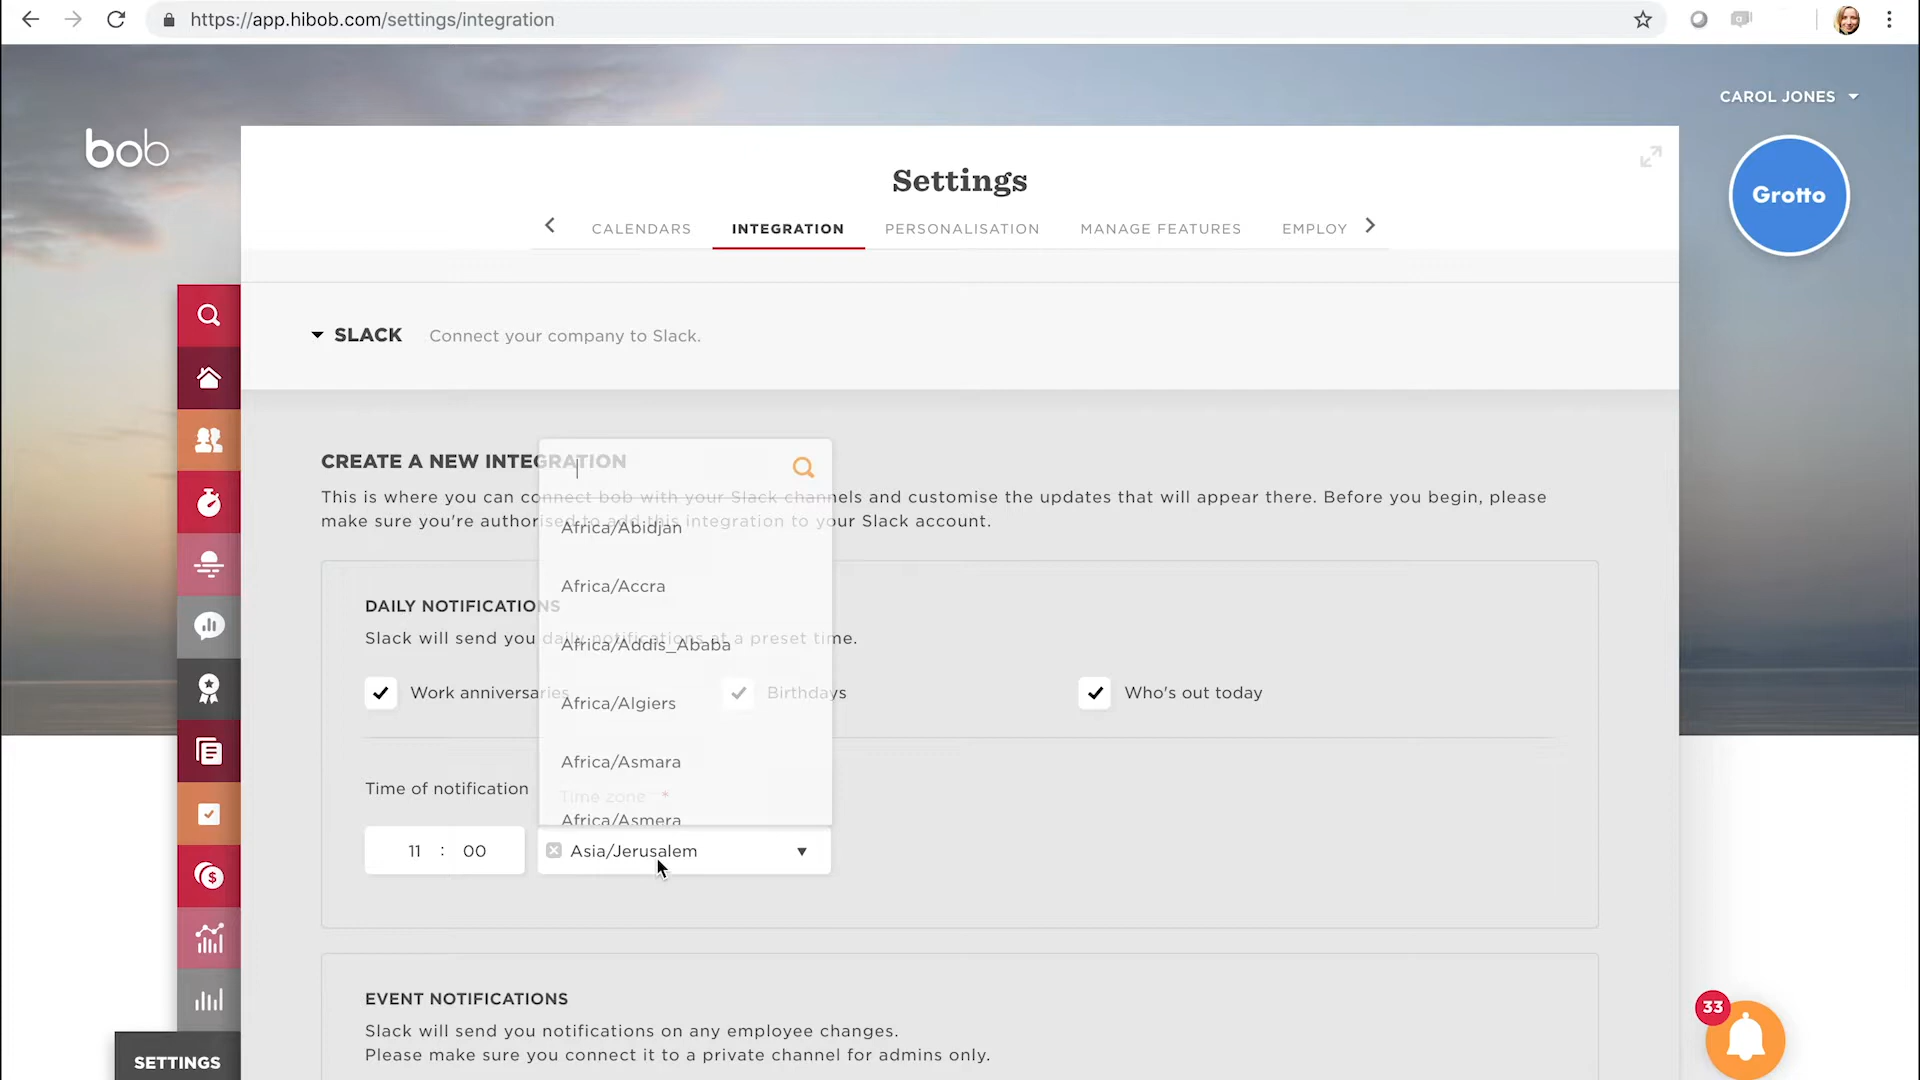 https://app.hibob.com/settings/integration
CAROL JONES
bob
Grotto
Settings
CALENDARS
INTEGRATION
PERSONALISATION
MANAGE FEATURES
EMPLOY
SLACK
Connect your company to Slack.
CREATE A NEW INTEGRATION
This is where you can connect bob with your Slack channels and customise the updates that will appear there. Before you begin, please
make sure you're authorised to add this integration to your Slack account.
Africa/Abidjan
Africa/Accra
DAILY NOTIFICATIONS
Slack will send you daily notifications at a preset time.
Africa/Addis_Ababa
Work anniversaries
Birthdays
Who's out today
Africa/Algiers
Africa/Asmara
Time of notification
Time zone *
Africa/Asmera
11 : 00
Asia/Jerusalem
EVENT NOTIFICATIONS
Slack will send you notifications on any employee changes.
Please make sure you connect it to a private channel for admins only.
33
SETTINGS